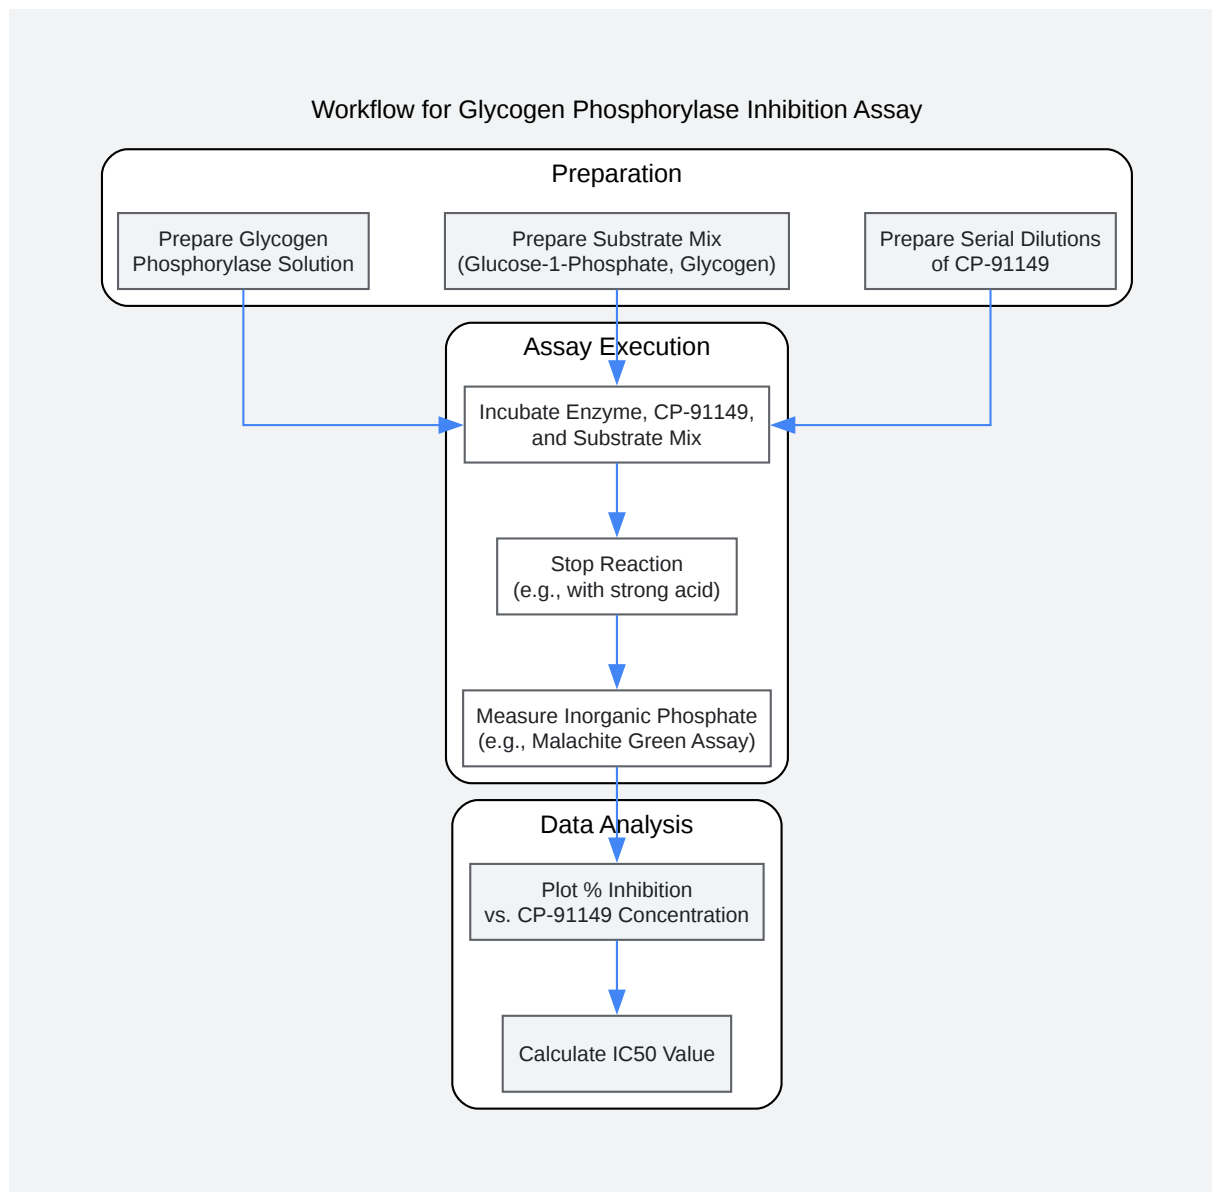 Workflow for Glycogen Phosphorylase Inhibition Assay
Preparation
Prepare Glycogen
Phosphorylase Solution
Prepare Substrate Mix
(Glucose-1-Phosphate, Glycogen)
Prepare Serial Dilutions
of CP-91149
Assay Execution
Incubate Enzyme, CP-91149,
and Substrate Mix
Stop Reaction
(e.g., with strong acid)
Measure Inorganic Phosphate
(e.g., Malachite Green Assay)
Data Analysis
Plot % Inhibition
vs. CP-91149 Concentration
Calculate IC50 Value